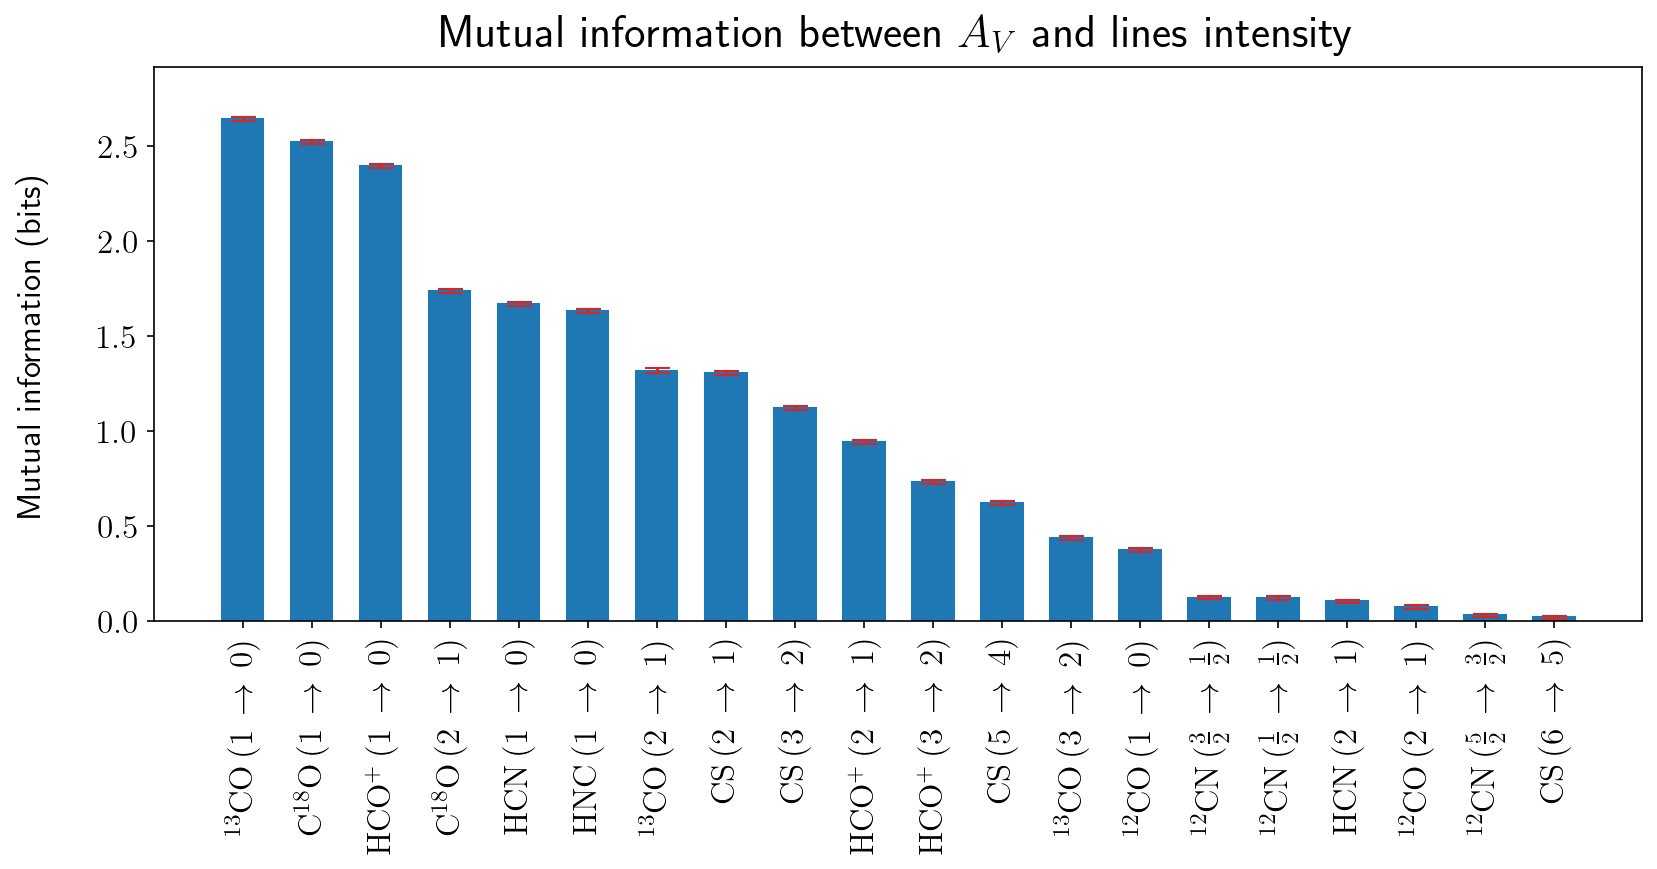 Mutual information between A_V and lines intensity
Mutual information (bits)
2.5
2.0
1.5
1.0
0.5
0.0
¹³CO (1 → 0)
C¹⁸O (1 → 0)
HCO⁺ (1 → 0)
C¹⁸O (2 → 1)
HCN (1 → 0)
HNC (1 → 0)
¹³CO (2 → 1)
CS (2 → 1)
CS (3 → 2)
HCO⁺ (2 → 1)
HCO⁺ (3 → 2)
CS (5 → 4)
¹³CO (3 → 2)
¹²CO (1 → 0)
¹²CN (3/2 → 1/2)
¹²CN (1/2 → 1/2)
HCN (2 → 1)
¹²CO (2 → 1)
¹²CN (5/2 → 3/2)
CS (6 → 5)